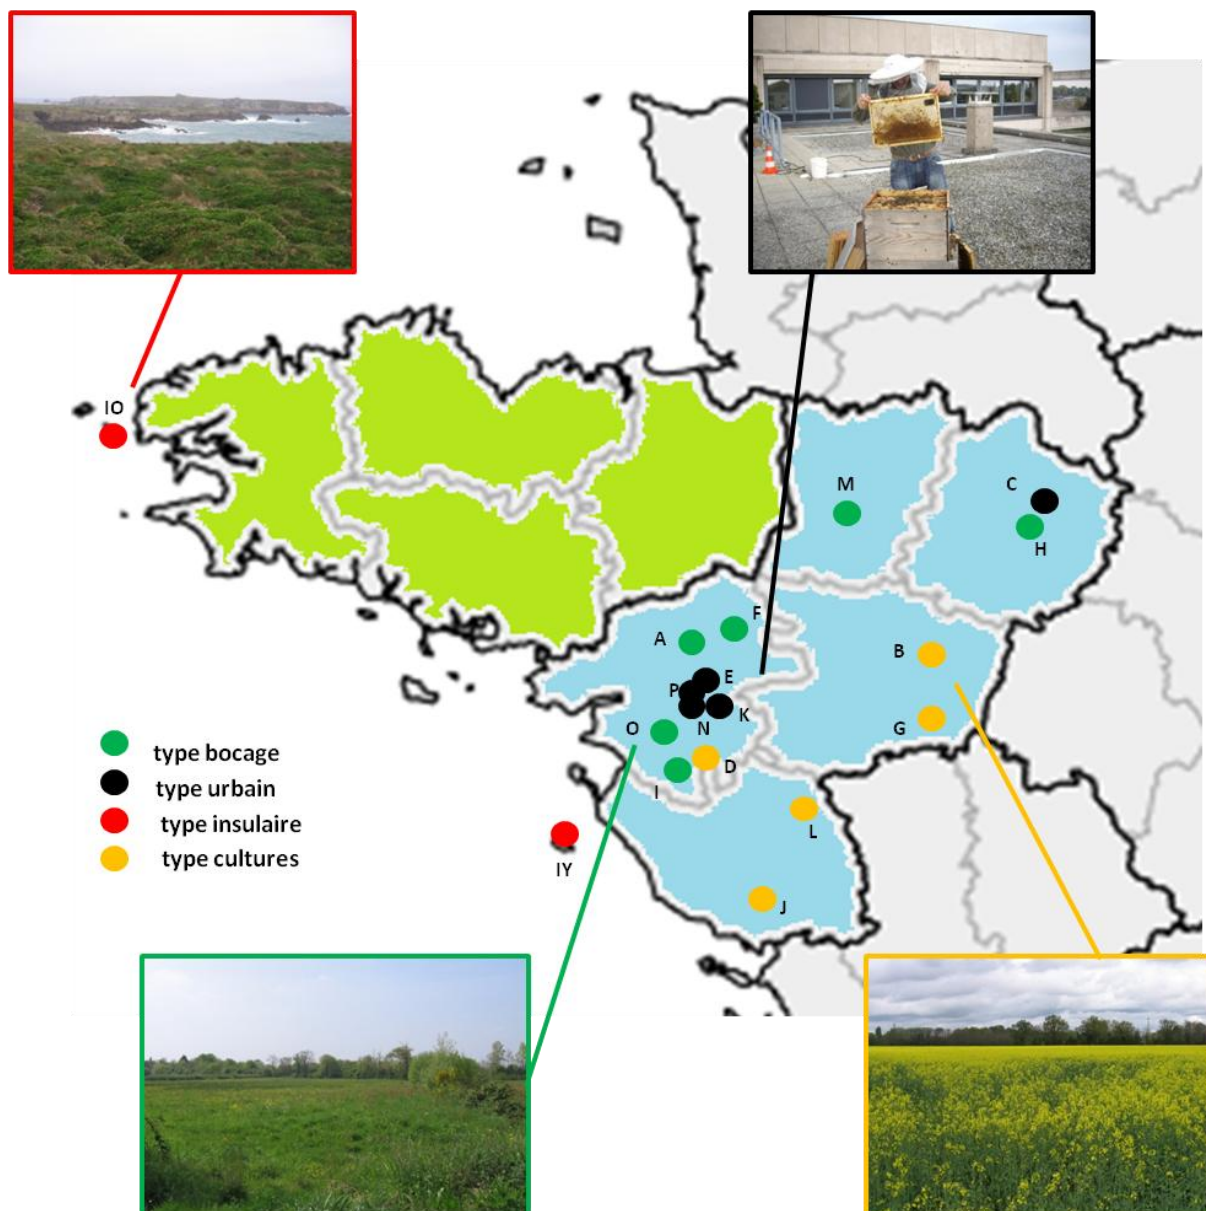 IO
M
C
H
F
A
E
P
K
N
O
D
I
B
G
L
J
IY
type bocage
type urbain
type insulaire
type cultures